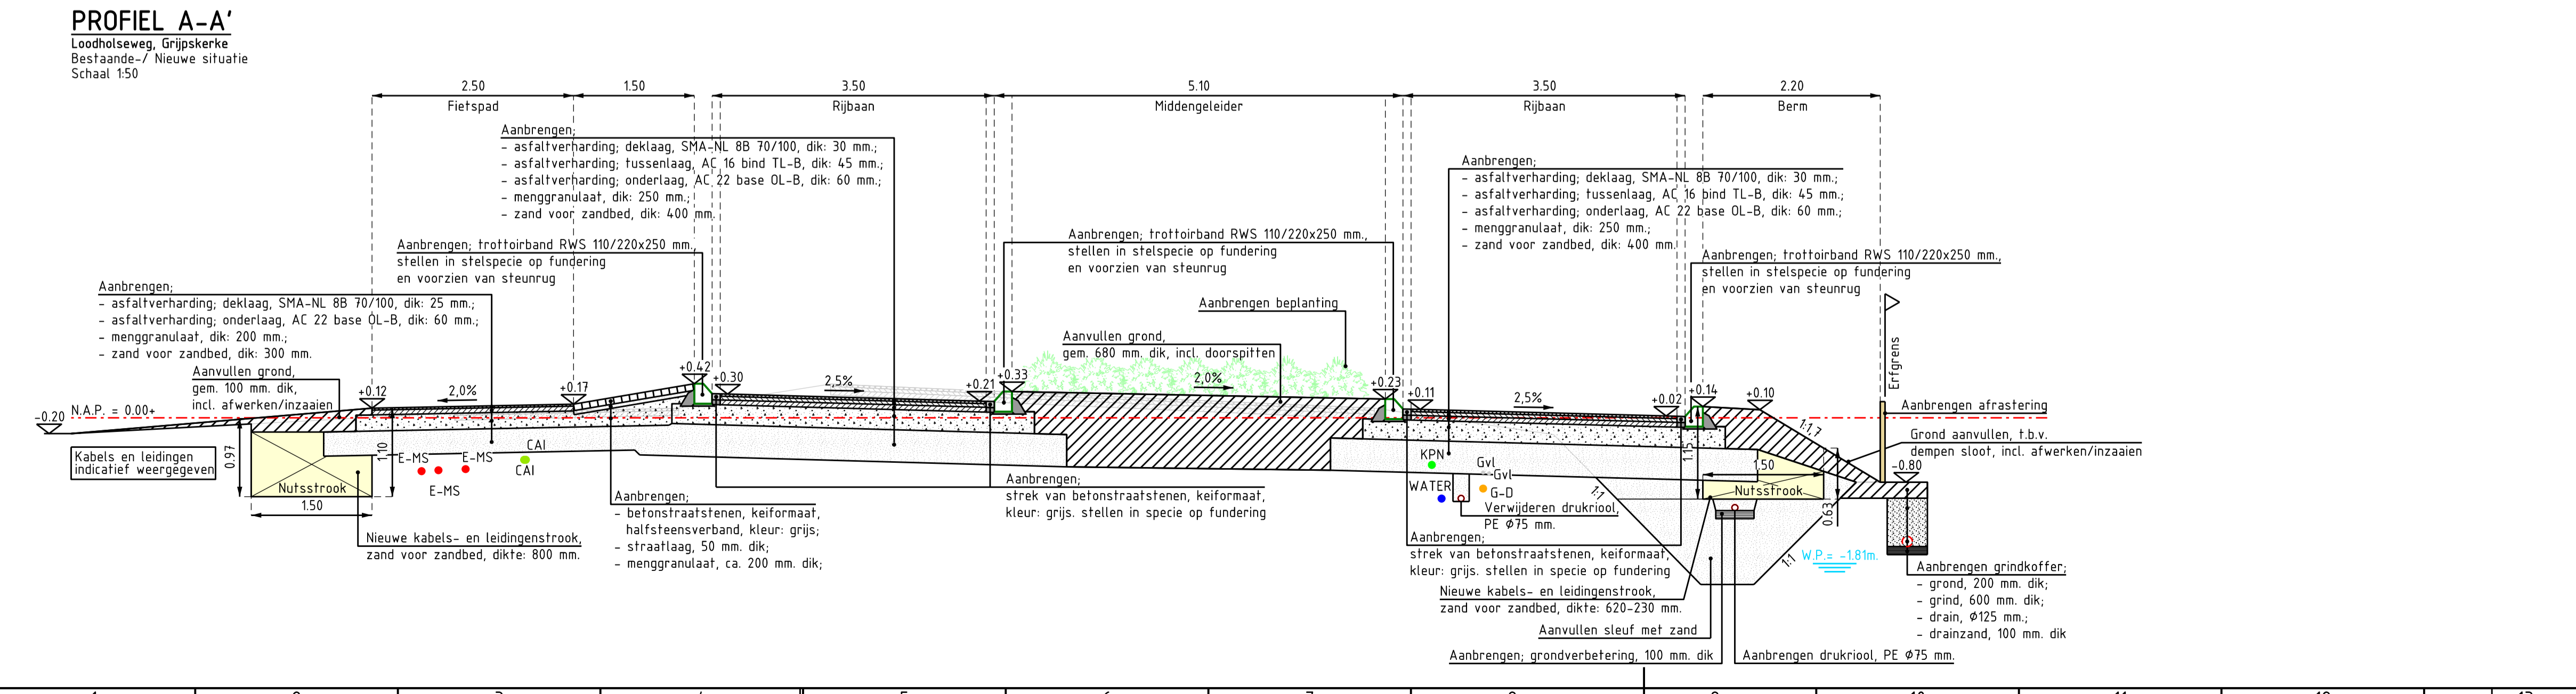 PROFIEL A-A'
Loodholseweg, Grijpskerke
Bestaande-/ Nieuwe situatie
Schaal 1:50
2.50
1.50
3.50
5.10
3.50
2.20
Fietspad
Rijbaan
Middengeleider
Rijbaan
Berm
Aanbrengen;
- asfaltverharding; deklaag, SMA-NL 8B 70/100, dik: 30 mm.;
- asfaltverharding; tussenlaag, AC 16 bind TL-B, dik: 45 mm.;
- asfaltverharding; onderlaag, AC 22 base OL-B, dik: 60 mm.;
- menggranulaat, dik: 250 mm.;
- zand voor zandbed, dik: 400 mm.
Aanbrengen;
- asfaltverharding; deklaag, SMA-NL 8B 70/100, dik: 30 mm.;
- asfaltverharding; tussenlaag, AC 16 bind TL-B, dik: 45 mm.;
- asfaltverharding; onderlaag, AC 22 base OL-B, dik: 60 mm.;
- menggranulaat, dik: 250 mm.;
- zand voor zandbed, dik: 400 mm.
Aanbrengen; trottoirband RWS 110/220x250 mm.,
stellen in stelspecie op fundering
en voorzien van steunrug
Aanbrengen; trottoirband RWS 110/220x250 mm.,
stellen in stelspecie op fundering
en voorzien van steunrug
Aanbrengen; trottoirband RWS 110/220x250 mm.,
stellen in stelspecie op fundering
en voorzien van steunrug
Aanbrengen;
- asfaltverharding; deklaag, SMA-NL 8B 70/100, dik: 25 mm.;
- asfaltverharding; onderlaag, AC 22 base OL-B, dik: 60 mm.;
- menggranulaat, dik: 200 mm.;
- zand voor zandbed, dik: 300 mm.
Aanbrengen beplanting
Aanvullen grond,
gem. 680 mm. dik, incl. doorspitten
Aanvullen grond,
gem. 100 mm. dik,
incl. afwerken/inzaaien
Erfgrens
-0.20
N.A.P. = 0.00+
+0.12
2,0%
+0.17
+0.42
+0.30
2,5%
+0.21
+0.33
2,0%
+0.23
+0.11
2,5%
+0.02
+0.14
+0.10
1:1,7
Aanbrengen afrastering
Grond aanvullen, t.b.v.
dempen sloot, incl. afwerken/inzaaien
-0.80
Kabels en leidingen
indicatief weergegeven
0.97
1.10
Nutsstrook
1.50
E-MS
E-MS
E-MS
CAI
CAI
KPN
WATER
Gvl
Gvl
G-D
1.15
1,50
Nutsstrook
0.63
1:1
1:1
W.P.= -1.81m.
Verwijderen drukriool,
PE Ø75 mm.
Nieuwe kabels- en leidingenstrook,
zand voor zandbed, dikte: 800 mm.
Aanbrengen;
- betonstraatstenen, keiformaat,
halfsteensverband, kleur: grijs;
- straatlaag, 50 mm. dik;
- menggranulaat, ca. 200 mm. dik;
Aanbrengen;
strek van betonstraatstenen, keiformaat,
kleur: grijs. stellen in specie op fundering
Aanbrengen;
strek van betonstraatstenen, keiformaat,
kleur: grijs. stellen in specie op fundering
Nieuwe kabels- en leidingenstrook,
zand voor zandbed, dikte: 620-230 mm.
Aanvullen sleuf met zand
Aanbrengen; grondverbetering, 100 mm. dik
Aanbrengen drukriool, PE Ø75 mm.
Aanbrengen grindkoffer;
- grond, 200 mm. dik;
- grind, 600 mm. dik;
- drain, Ø125 mm.;
- drainzand, 100 mm. dik